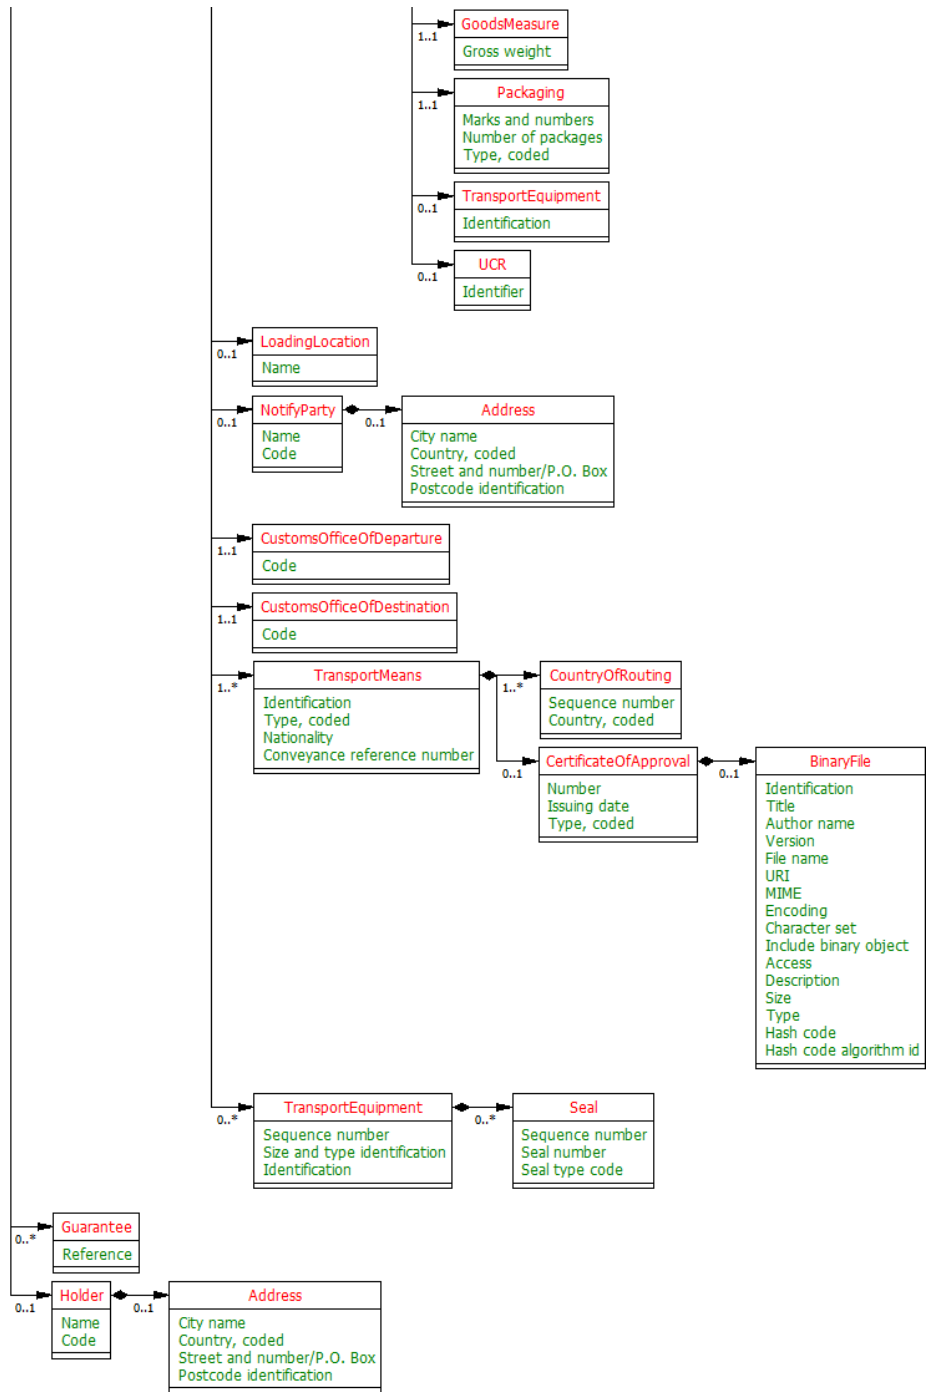 GoodsMeasure
1..1
Gross weight
Packaging
1..1
Marks and numbers
Number of packages
Type, coded
TransportEquipment
0..1
Identification
UCR
0..1
Identifier
LoadingLocation
0..1
Name
NotifyParty
0..1
Name
Code
0..1
Address
City name
Country, coded
Street and number/P.O. Box
Postcode identification
CustomsOfficeOfDeparture
1..1
Code
CustomsOfficeOfDestination
1..1
Code
TransportMeans
1..*
Identification
Type, coded
Nationality
Conveyance reference number
CountryOfRouting
1..*
Sequence number
Country, coded
CertificateOfApproval
0..1
Number
Issuing date
Type, coded
0..1
BinaryFile
Identification
Title
Author name
Version
File name
URI
MIME
Encoding
Character set
Include binary object
Access
Description
Size
Type
Hash code
Hash code algorithm id
TransportEquipment
0..*
Sequence number
Size and type identification
Identification
0..*
Seal
Sequence number
Seal number
Seal type code
Guarantee
0..*
Reference
Holder
0..1
Name
Code
0..1
Address
City name
Country, coded
Street and number/P.O. Box
Postcode identification